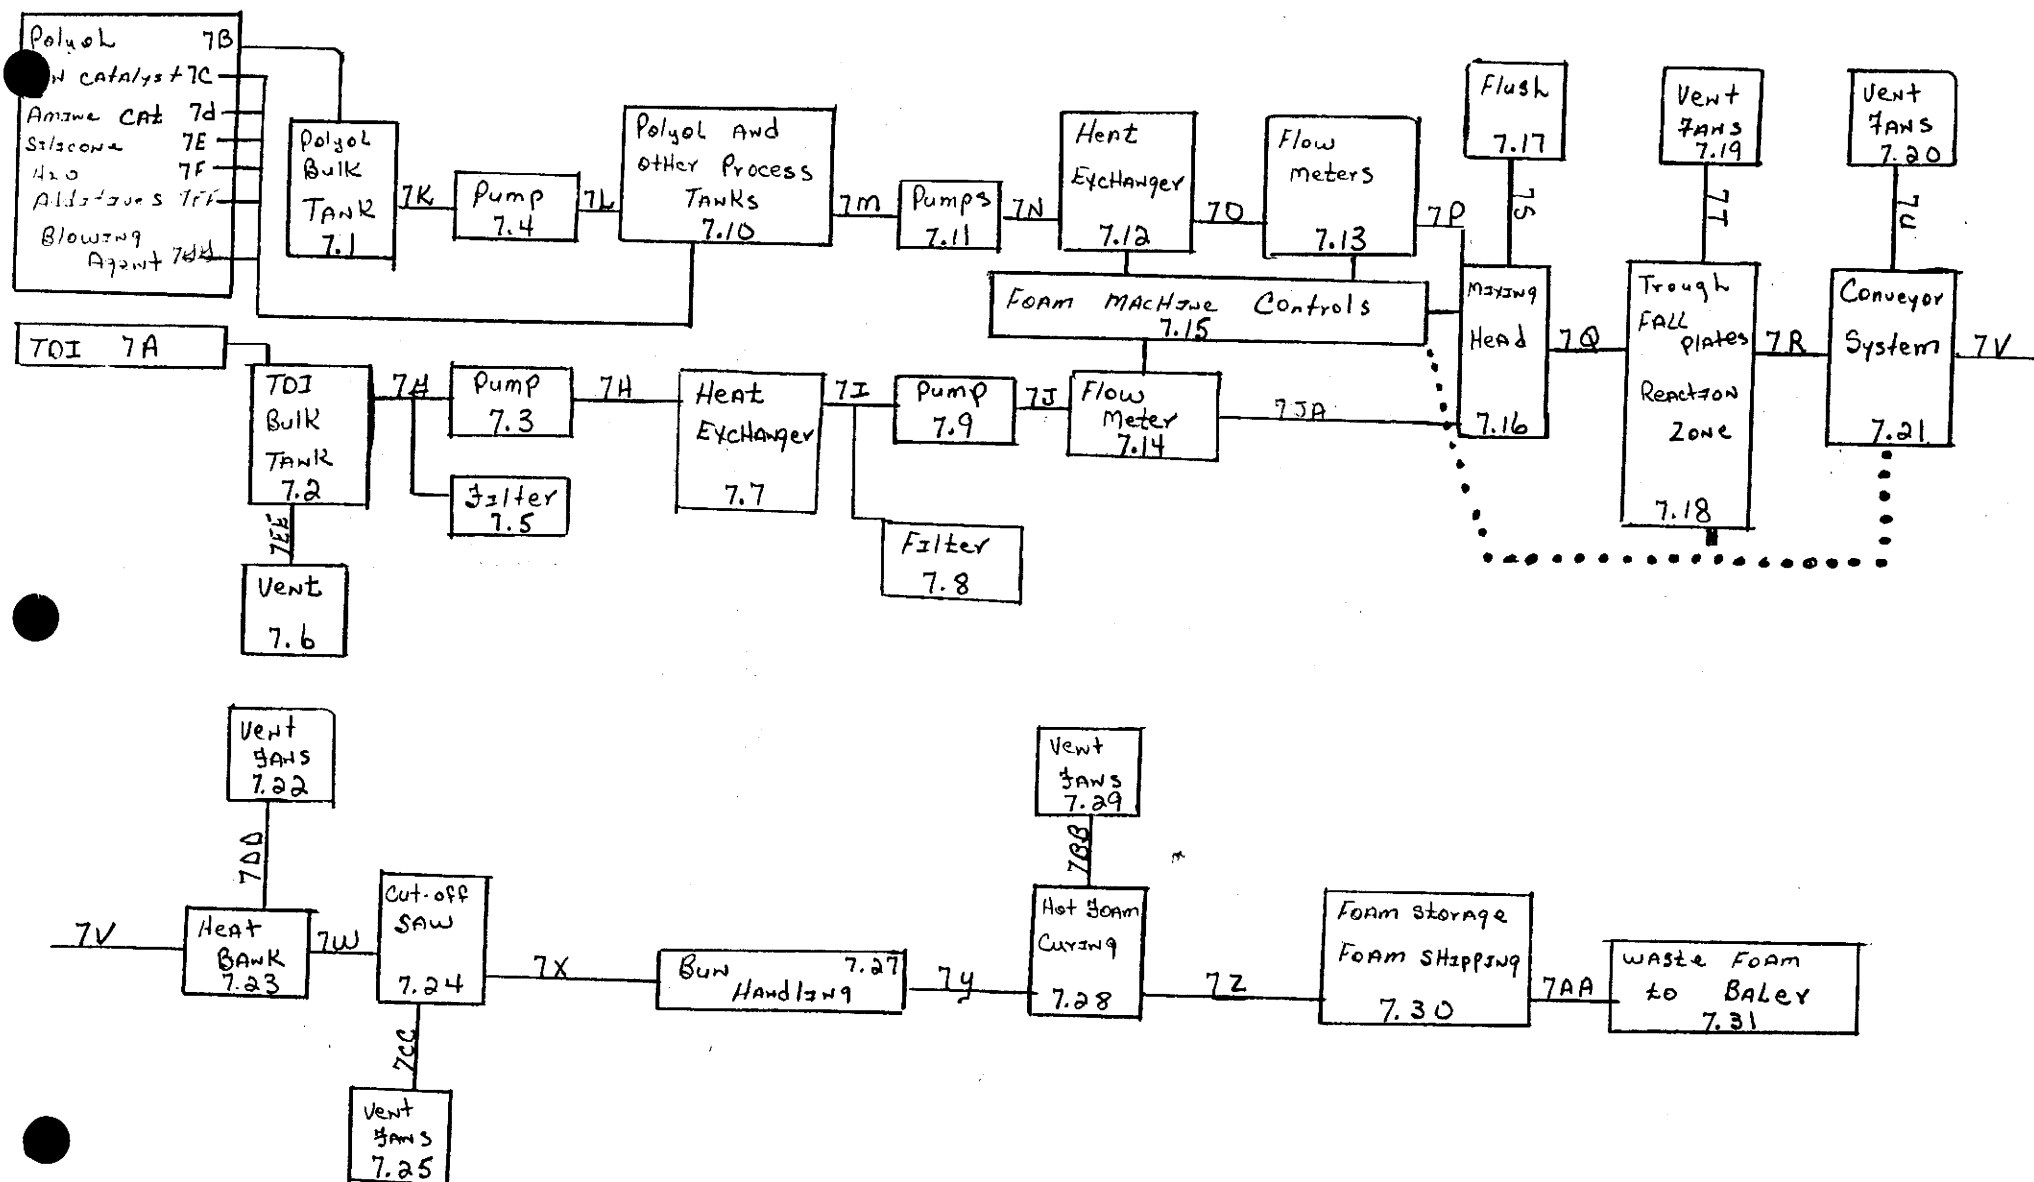 Polyol 7B
N Catalyst 7C
Amine Cat 7d
Silicone 7E
H2O 7F
Additives 7FF
Blowing
Agent
TDI 7A
Polyol
Bulk
Tank
7.1
7K
Pump
7.4
7L
Polyol and
other Process
Tanks
7.10
7M
Pumps
7.11
7N
Heat
Exchanger
7.12
7O
Flow
meters
7.13
7P
Flush
7.17
7S
Vent
Fans
7.19
7T
Vent
Fans
7.20
7U
Foam Machine Controls
7.15
Mixing
Head
7.16
7Q
Trough
Fall
Plates
Reaction
Zone
7.18
7R
Conveyor
System
7.21
7V
TDI
Bulk
Tank
7.2
7EE
Vent
7.6
Pump
7.3
Filter
7.5
7H
Heat
Exchanger
7.7
7I
Filter
7.8
Pump
7.9
7J
Flow
Meter
7.14
7JA
Vent
Fans
7.22
7DD
7V
Heat
Bank
7.23
7W
Cut-off
Saw
7.24
7CC
Vent
Fans
7.25
7X
Bun 7.27
Handling
7y
Vent
Fans
7.29
7BB
Hot Foam
Curing
7.28
7Z
Foam Storage
Foam Shipping
7.30
7AA
Waste Foam
to Baler
7.31